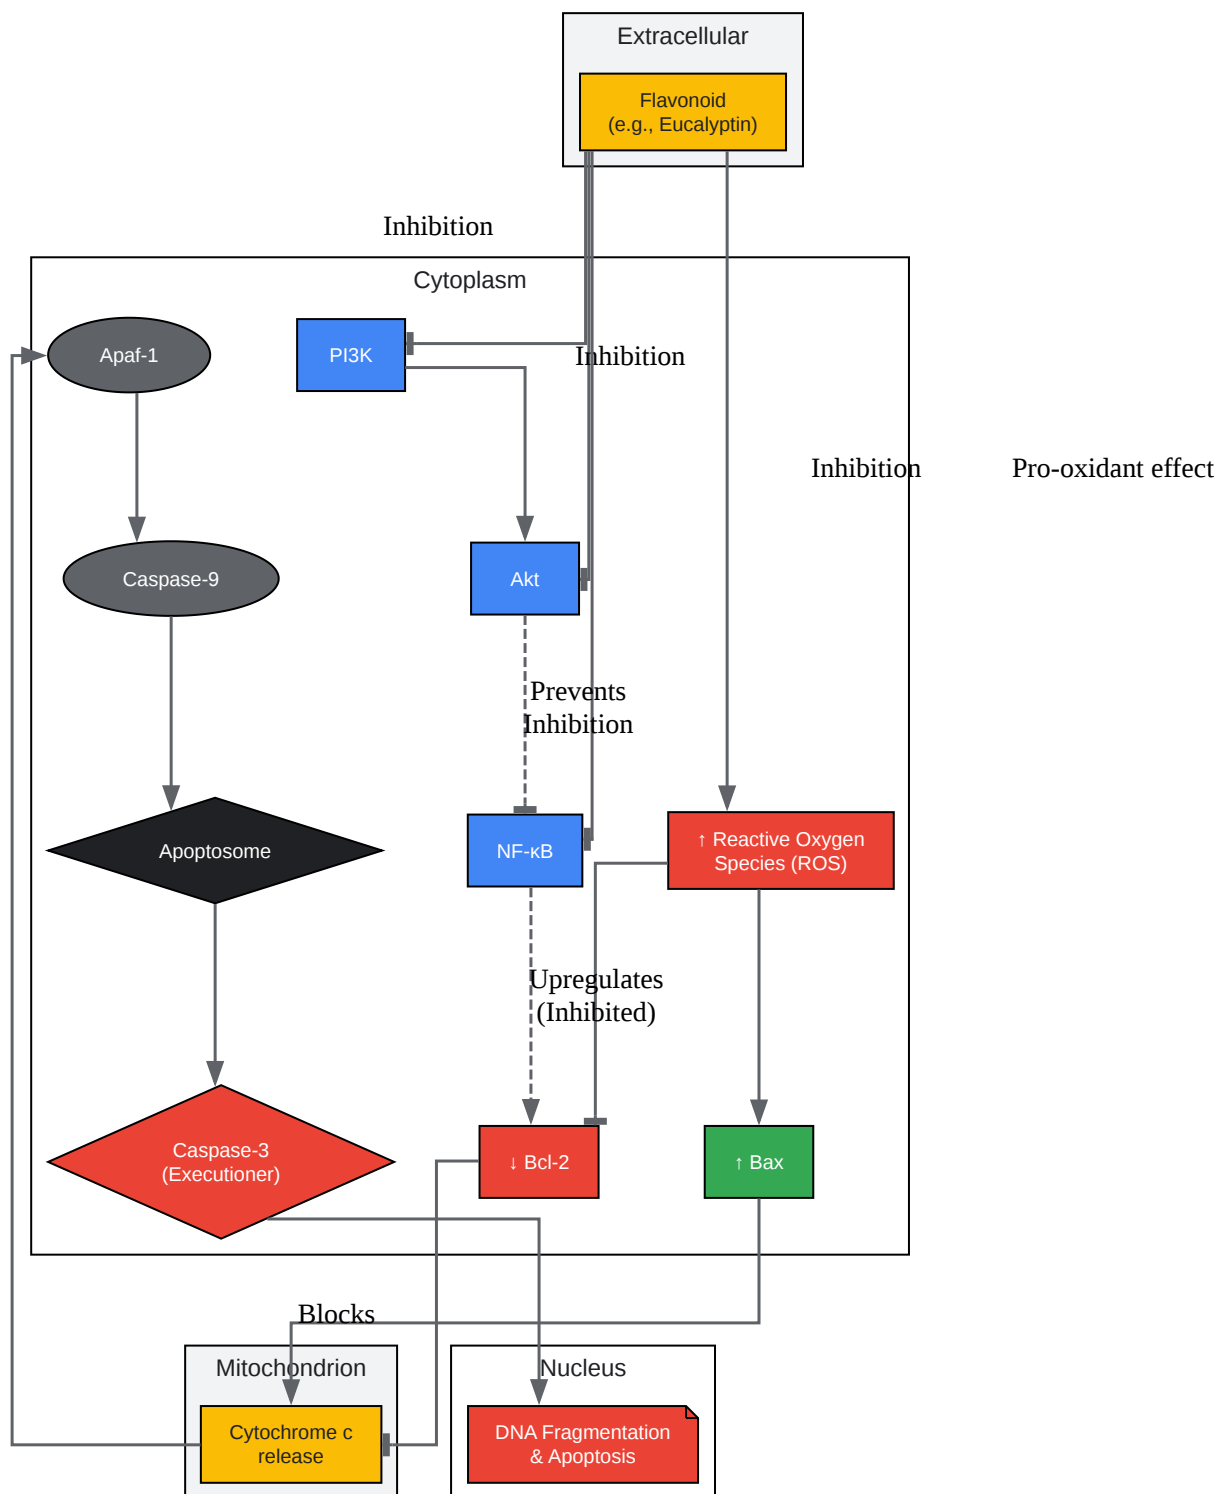 Extracellular
Flavonoid
(e.g., Eucalyptin)
Inhibition
Cytoplasm
Apaf-1
PI3K
Inhibition
Inhibition
Pro-oxidant effect
Caspase-9
Akt
Prevents
Inhibition
Apoptosome
NF-κB
↑ Reactive Oxygen
Species (ROS)
Upregulates
(Inhibited)
Caspase-3
(Executioner)
↓ Bcl-2
↑ Bax
Blocks
Mitochondrion
Nucleus
Cytochrome c
release
DNA Fragmentation
& Apoptosis